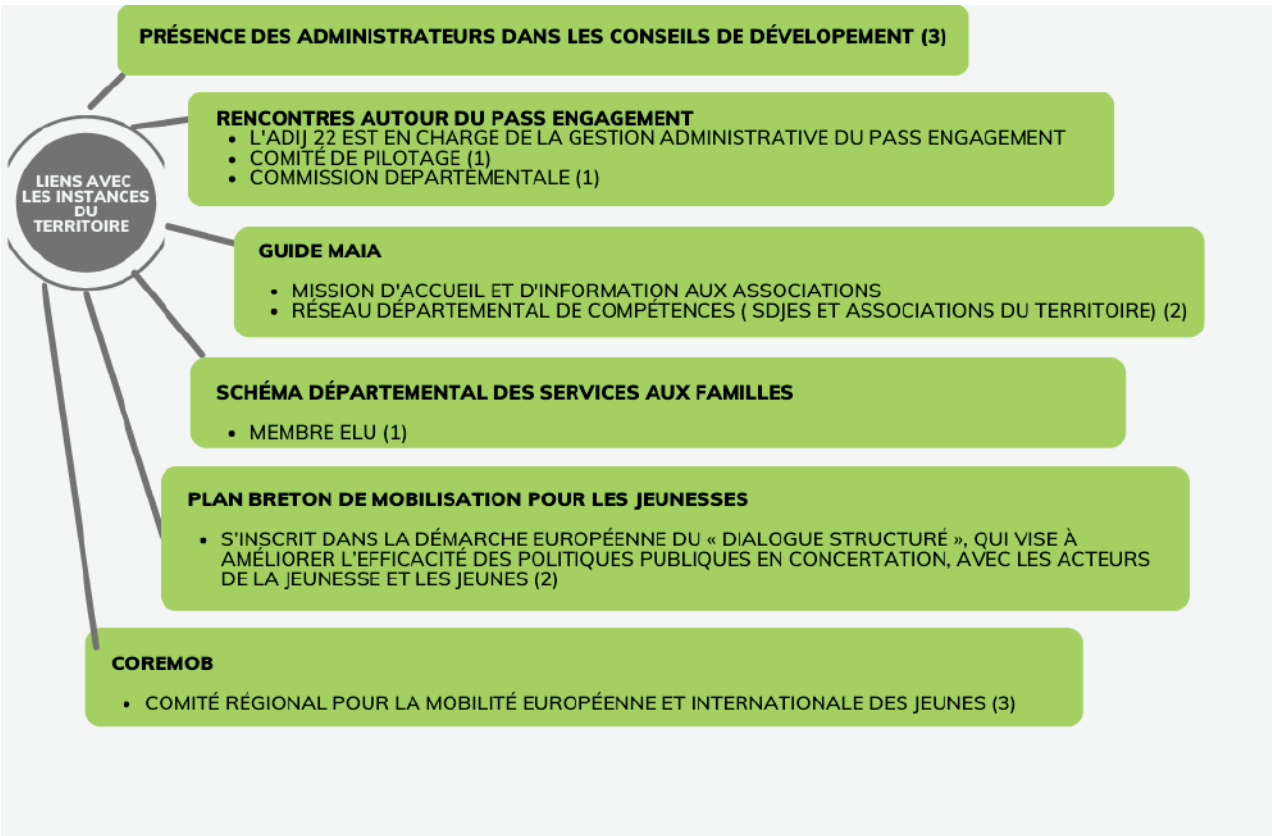 PRÉSENCE DES ADMINISTRATEURS DANS LES CONSEILS DE DÉVELOPEMENT (3)
LIENS AVEC
LES INSTANCES
DU
TERRITOIRE
RENCONTRES AUTOUR DU PASS ENGAGEMENT
• L'ADIJ 22 EST EN CHARGE DE LA GESTION ADMINISTRATIVE DU PASS ENGAGEMENT
• COMITÉ DE PILOTAGE (1)
• COMMISSION DEPARTEMENTALE (1)
GUIDE MAIA
• MISSION D'ACCUEIL ET D'INFORMATION AUX ASSOCIATIONS
• RÉSEAU DÉPARTEMENTAL DE COMPÉTENCES ( SDJES ET ASSOCIATIONS DU TERRITOIRE) (2)
SCHÉMA DÉPARTEMENTAL DES SERVICES AUX FAMILLES
• MEMBRE ELU (1)
PLAN BRETON DE MOBILISATION POUR LES JEUNESSES
• S'INSCRIT DANS LA DÉMARCHE EUROPÉENNE DU « DIALOGUE STRUCTURÉ », QUI VISE À
AMÉLIORER L'EFFICACITÉ DES POLITIQUES PUBLIQUES EN CONCERTATION, AVEC LES ACTEURS
DE LA JEUNESSE ET LES JEUNES (2)
COREMOB
• COMITÉ RÉGIONAL POUR LA MOBILITÉ EUROPÉENNE ET INTERNATIONALE DES JEUNES (3)